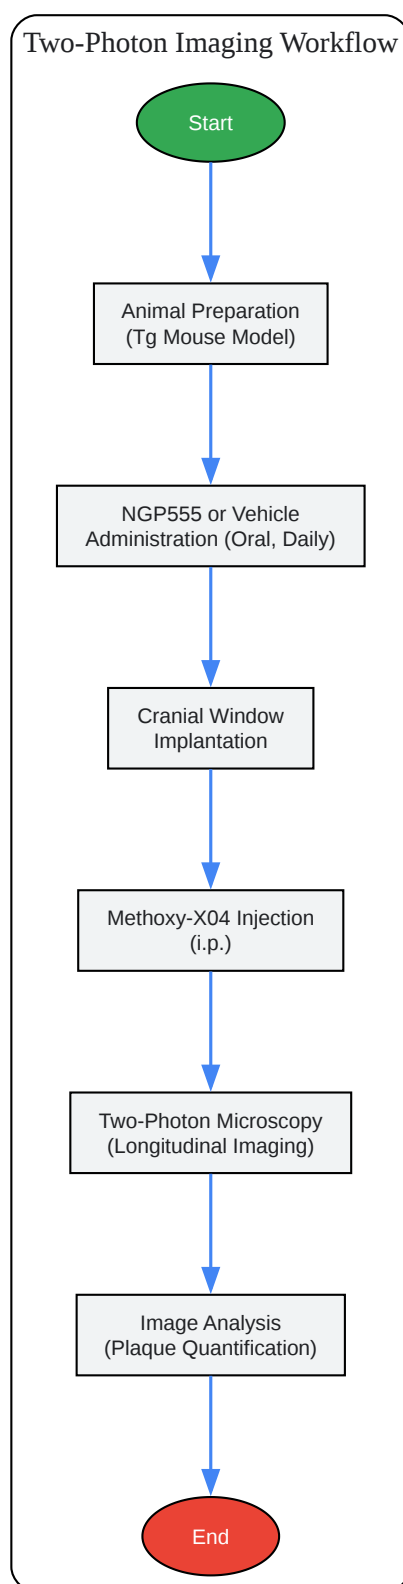 Two-Photon Imaging Workflow
Start
Animal Preparation
(Tg Mouse Model)
NGP555 or Vehicle
Administration (Oral, Daily)
Cranial Window
Implantation
Methoxy-X04 Injection
(i.p.)
Two-Photon Microscopy
(Longitudinal Imaging)
Image Analysis
(Plaque Quantification)
End